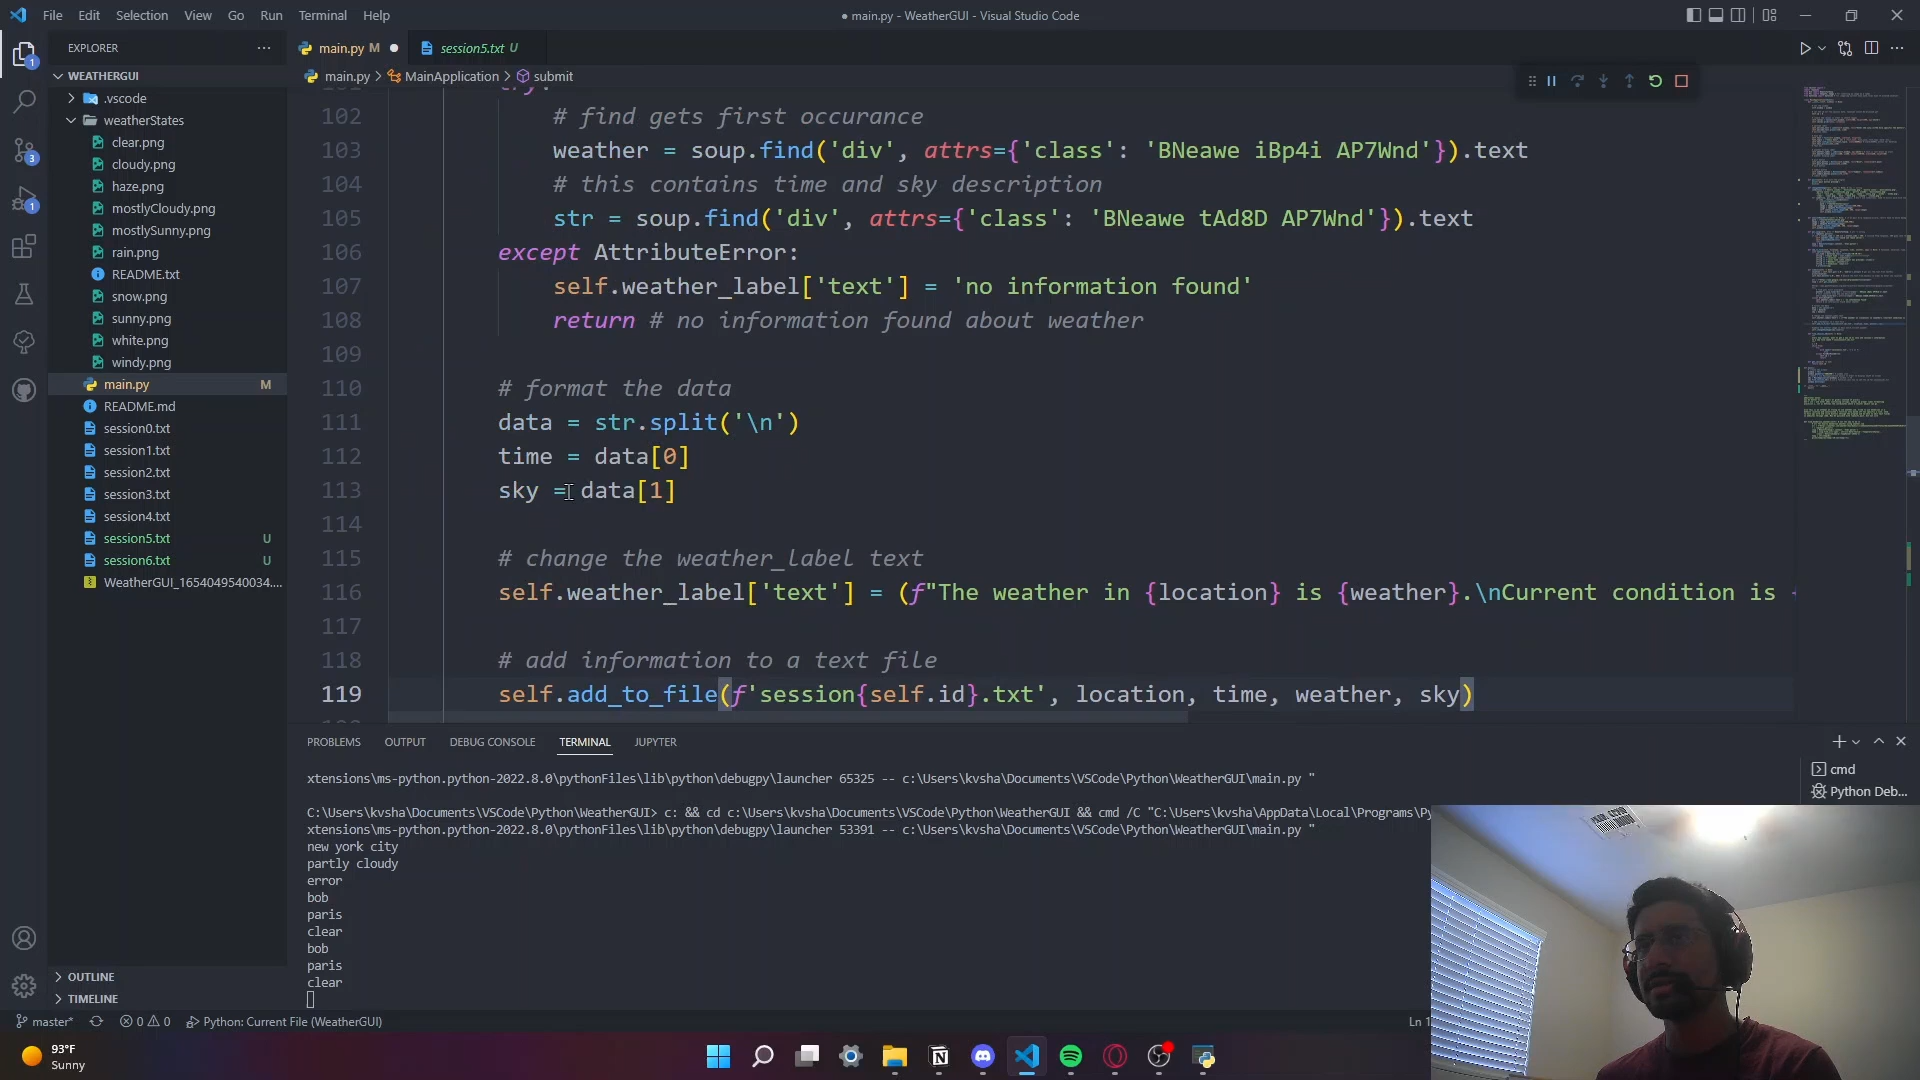 File Edit Selection View Go Run Terminal Help
● main.py - WeatherGUI - Visual Studio Code
EXPLORER
main.py M
session5.txt U
WEATHERGUI
main.py > MainApplication > submit
.vscode
weatherStates
clear.png
cloudy.png
haze.png
mostlyCloudy.png
mostlySunny.png
rain.png
README.txt
snow.png
sunny.png
white.png
windy.png
main.py M
README.md
session0.txt
session1.txt
session2.txt
session3.txt
session4.txt
session5.txt U
session6.txt U
WeatherGUI_1654049540034....
OUTLINE
TIMELINE
102 # find gets first occurance
103 weather = soup.find('div', attrs={'class': 'BNeawe iBp4i AP7Wnd'}).text
104 # this contains time and sky description
105 str = soup.find('div', attrs={'class': 'BNeawe tAd8D AP7Wnd'}).text
106 except AttributeError:
107 self.weather_label['text'] = 'no information found'
108 return # no information found about weather
109
110 # format the data
111 data = str.split('\n')
112 time = data[0]
113 sky = data[1]
114
115 # change the weather_label text
116 self.weather_label['text'] = (f"The weather in {location} is {weather}.\nCurrent condition is {
117
118 # add information to a text file
119 self.add_to_file(f'session{self.id}.txt', location, time, weather, sky)
PROBLEMS OUTPUT DEBUG CONSOLE TERMINAL JUPYTER
cmd
Python Deb...
xtensions\ms-python.python-2022.8.0\pythonFiles\lib\python\debugpy\launcher 65325 -- c:\Users\kvsha\Documents\VSCode\Python\WeatherGUI\main.py "
C:\Users\kvsha\Documents\VSCode\Python\WeatherGUI> c: && cd c:\Users\kvsha\Documents\VSCode\Python\WeatherGUI && cmd /C "C:\Users\kvsha\AppData\Local\Programs\Py
xtensions\ms-python.python-2022.8.0\pythonFiles\lib\python\debugpy\launcher 53391 -- c:\Users\kvsha\Documents\VSCode\Python\WeatherGUI\main.py "
new york city
partly cloudy
error
bob
paris
clear
bob
paris
clear
master* 0 0 Python: Current File (WeatherGUI)
Ln 1
93°F
Sunny